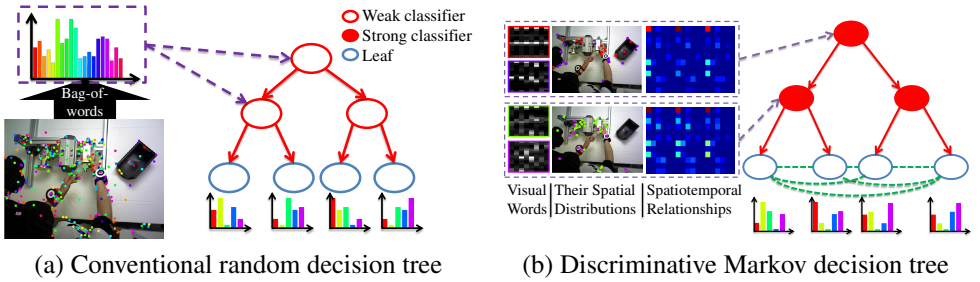 Weak classifier
Strong classifier
Leaf
Bag-of-
words
Visual
Words
Their Spatial
Distributions
Spatiotemporal
Relationships
(a) Conventional random decision tree
(b) Discriminative Markov decision tree